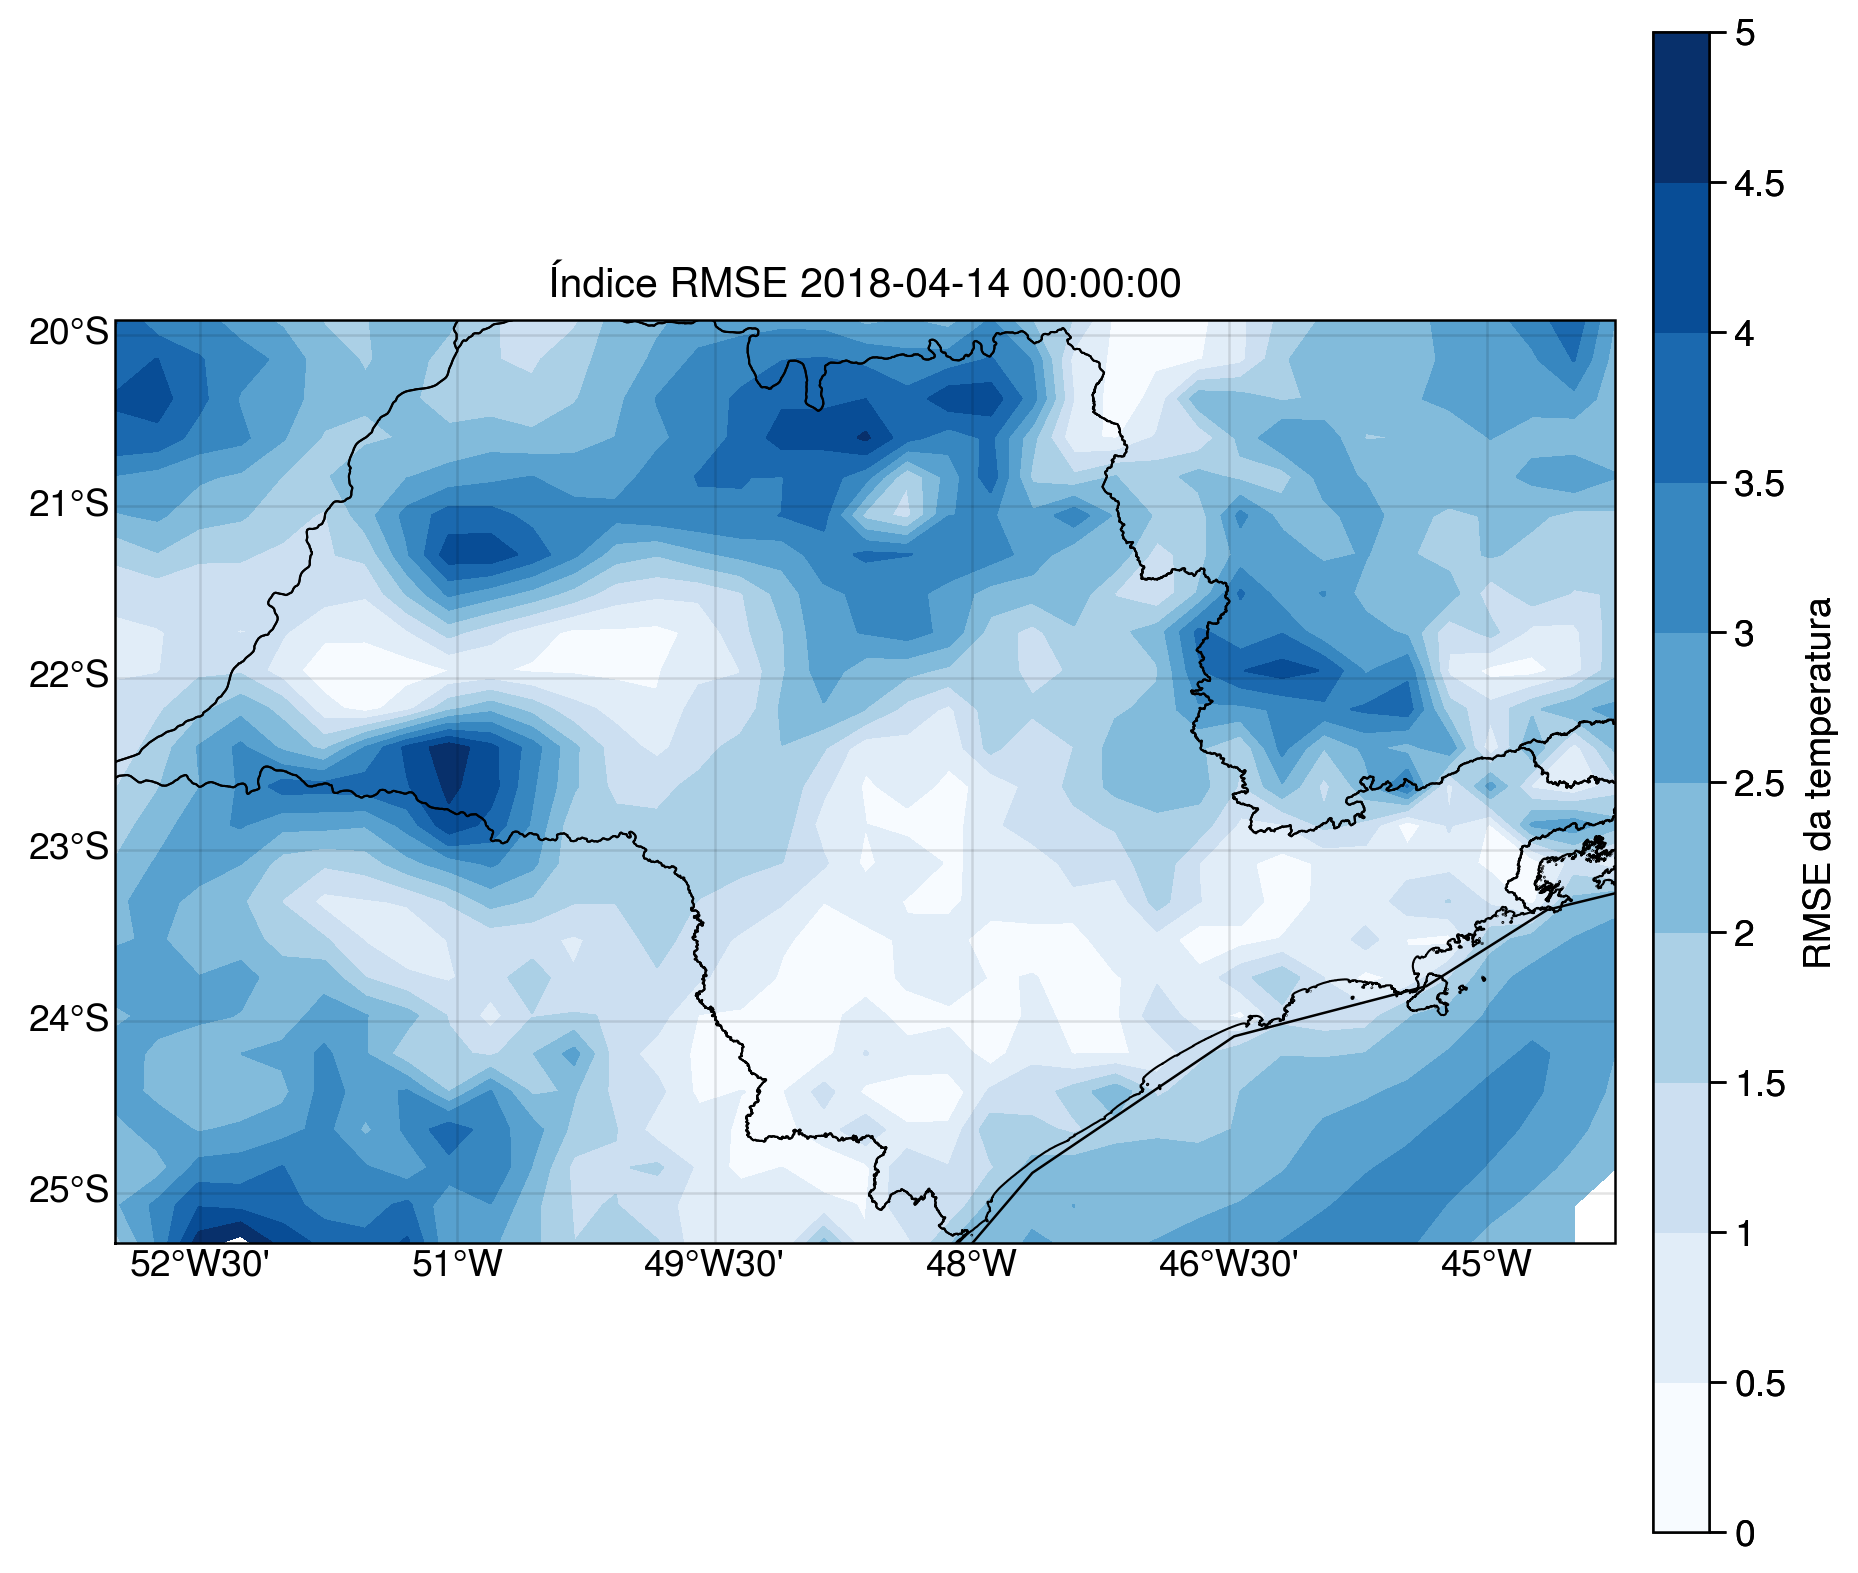 Índice RMSE 2018-04-14 00:00:00
20°S
21°S
22°S
23°S
24°S
25°S
52°W30'
51°W
49°W30'
48°W
46°W30'
45°W
5
4.5
4
3.5
3
2.5
2
1.5
1
0.5
0
RMSE da temperatura